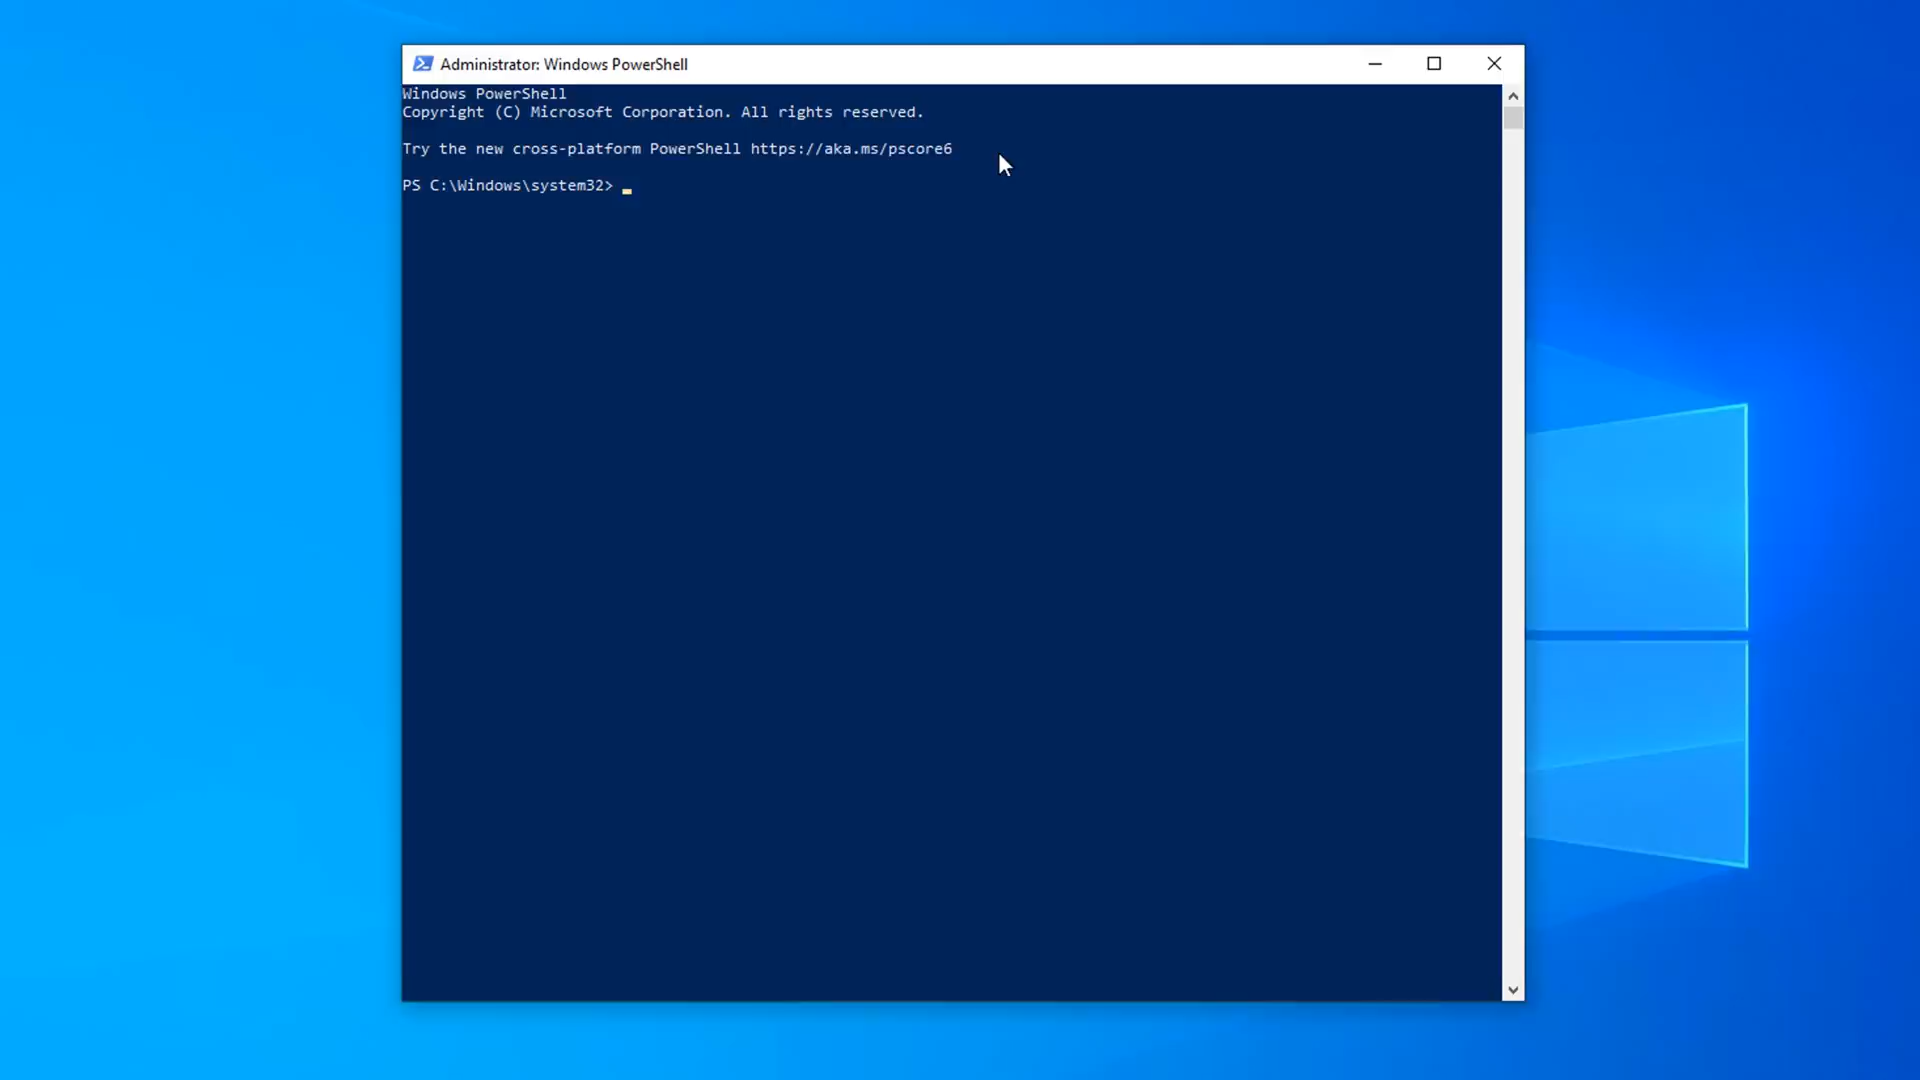 Administrator: Windows PowerShell
Windows PowerShell
Copyright (C) Microsoft Corporation. All rights reserved.
Try the new cross-platform PowerShell https://aka.ms/pscore6
PS C:\Windows\system32>